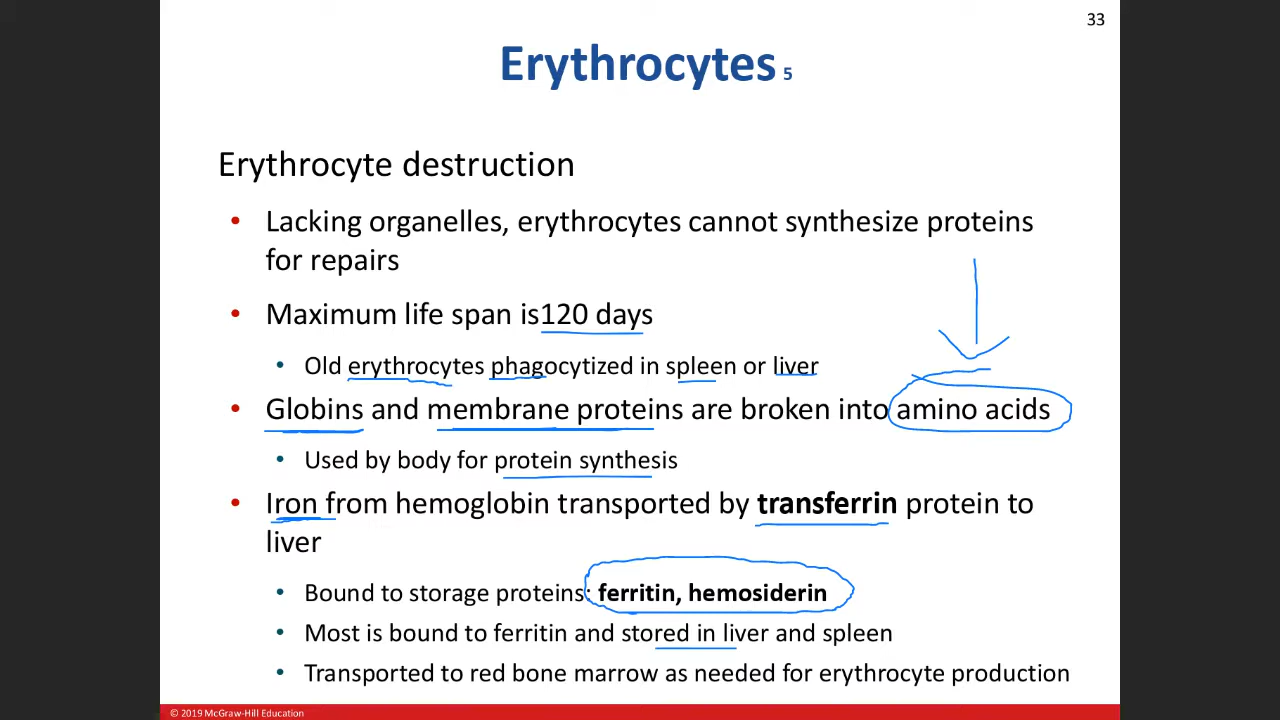 33
Erythrocytes 5
Erythrocyte destruction
• Lacking organelles, erythrocytes cannot synthesize proteins
for repairs
• Maximum life span is120 days
• Old erythrocytes phagocytized in spleen or liver
• Globins and membrane proteins are broken into amino acids
• Used by body for protein synthesis
• Iron from hemoglobin transported by transferrin protein to
liver
• Bound to storage proteins: ferritin, hemosiderin
• Most is bound to ferritin and stored in liver and spleen
• Transported to red bone marrow as needed for erythrocyte production
© 2019 McGraw-Hill Education